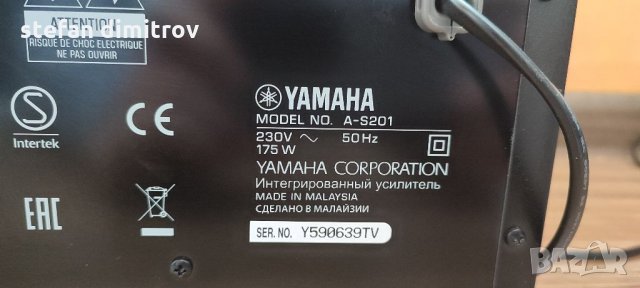 stefan dimitrov
ATTENTION
RISQUE DE CHOC ELECTRIQUE
NE PAS OUVRIR
S
Intertek
CE
EAC
YAMAHA
MODEL NO. A-S201
230V ~ 50Hz
175 W
YAMAHA CORPORATION
Интегрированный усилитель
MADE IN MALAYSIA
СДЕЛАНО В МАЛАЙЗИИ
SER. NO. Y590639TV
bazar